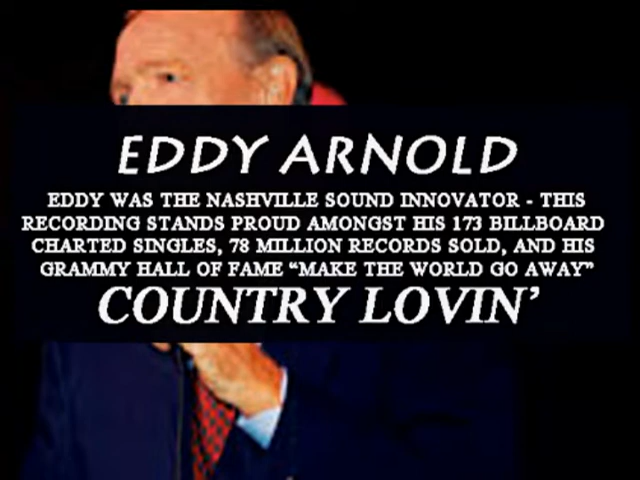 EDDY ARNOLD
EDDY WAS THE NASHVILLE SOUND INNOVATOR - THIS
RECORDING STANDS PROUD AMONGST HIS 173 BILLBOARD
CHARTED SINGLES, 78 MILLION RECORDS SOLD, AND HIS
GRAMMY HALL OF FAME “MAKE THE WORLD GO AWAY”
COUNTRY LOVIN’